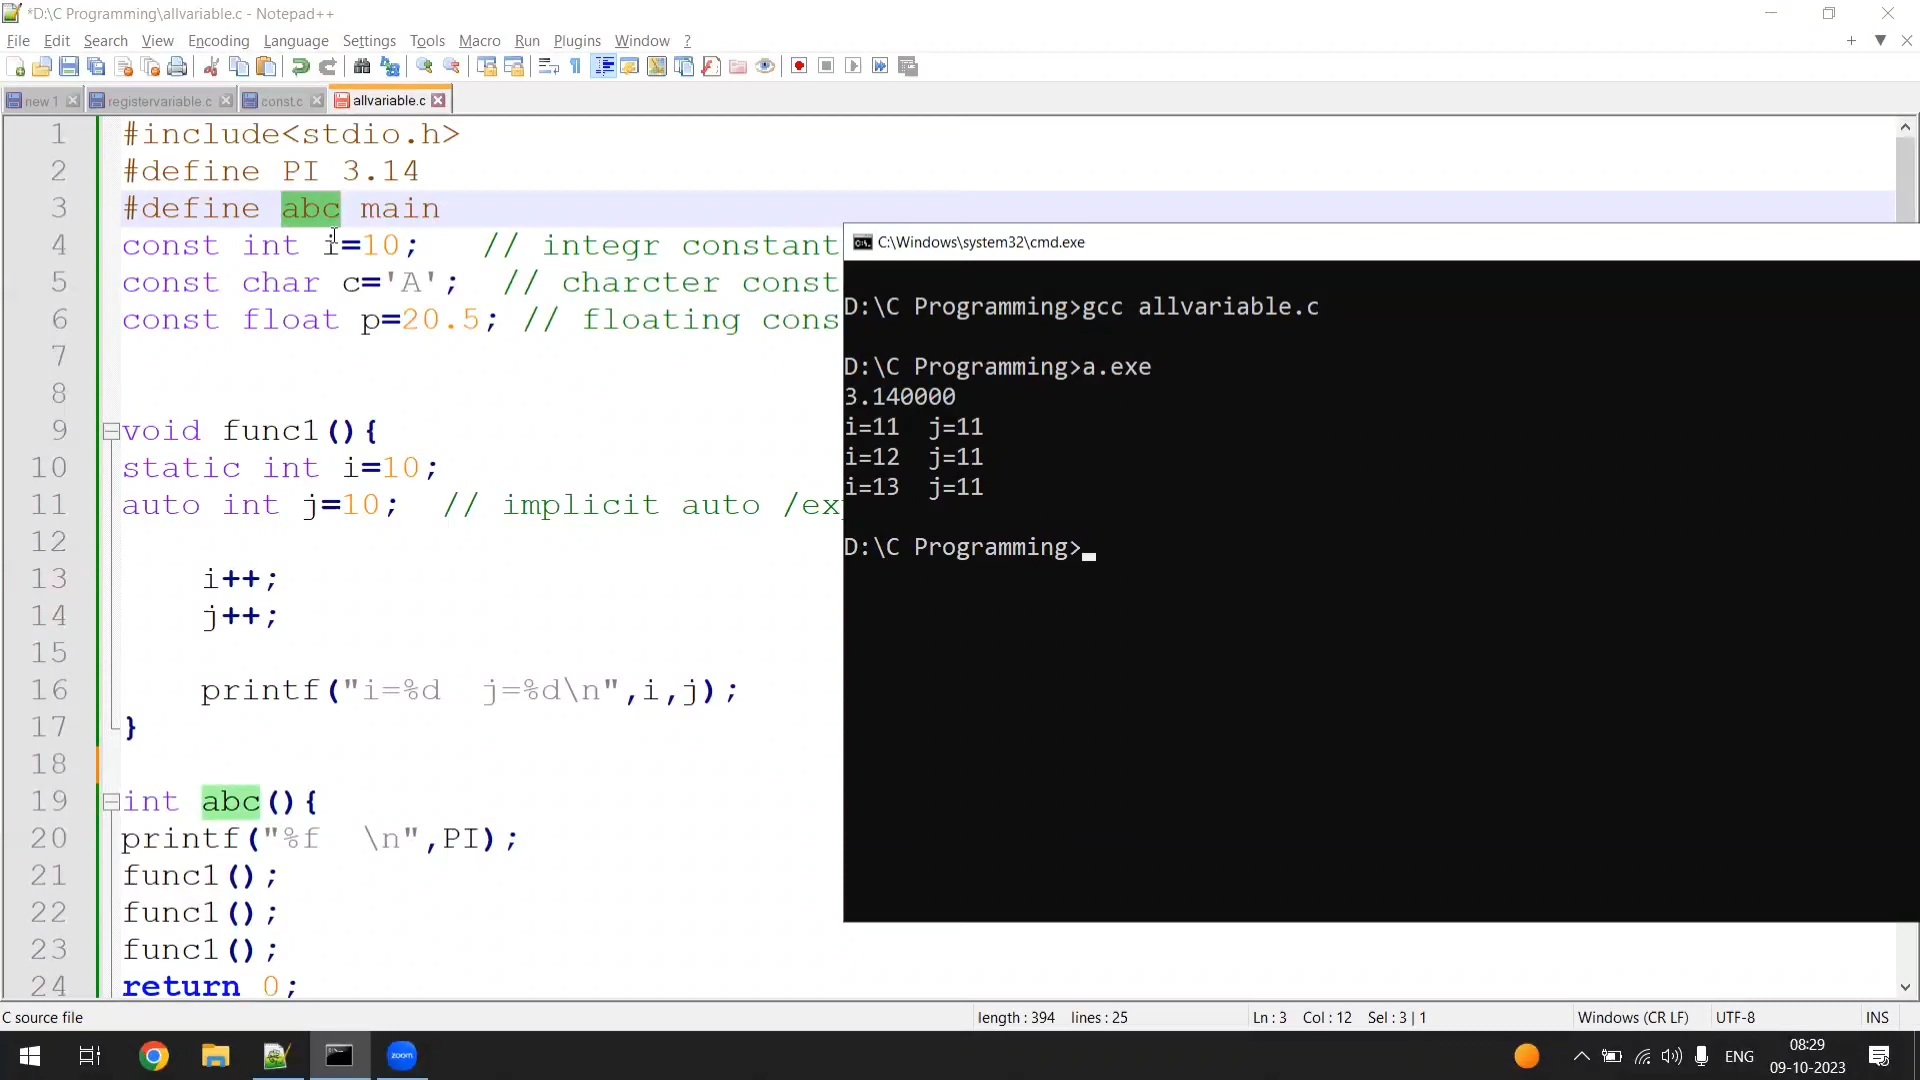 *D:\C Programming\allvariable.c - Notepad++
File Edit Search View Encoding Language Settings Tools Macro Run Plugins Window ?
new 1 registervariable.c const.c allvariable.c
1 #include<stdio.h>
2 #define PI 3.14
3 #define abc main
4 const int i=10; // integr constant
5 const char c='A'; // charcter const
6 const float p=20.5; // floating cons
7
8
9 void func1(){
10 static int i=10;
11 auto int j=10; // implicit auto /ex
12
13 i++;
14 j++;
15
16 printf("i=%d  j=%d\n",i,j);
17 }
18
19 int abc(){
20 printf("%f  \n",PI);
21 func1();
22 func1();
23 func1();
24 return 0;
C:\Windows\system32\cmd.exe
D:\C Programming>gcc allvariable.c
D:\C Programming>a.exe
3.140000
i=11  j=11
i=12  j=11
i=13  j=11
D:\C Programming>
C source file length : 394 lines : 25 Ln : 3 Col : 12 Sel : 3 | 1 Windows (CR LF) UTF-8 INS
zoom ENG 08:29
09-10-2023